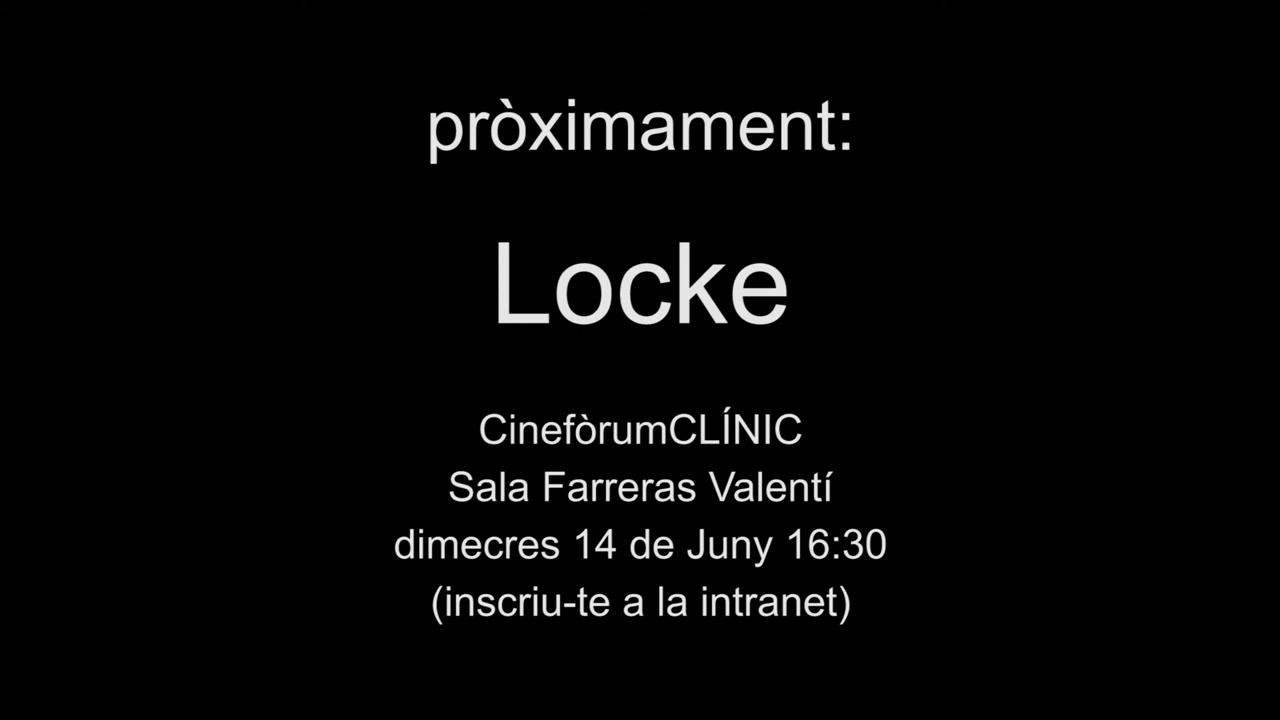 pròximament:
Locke
CinefòrumCLÍNIC
Sala Farreras Valentí
dimecres 14 de Juny 16:30
(inscriu-te a la intranet)